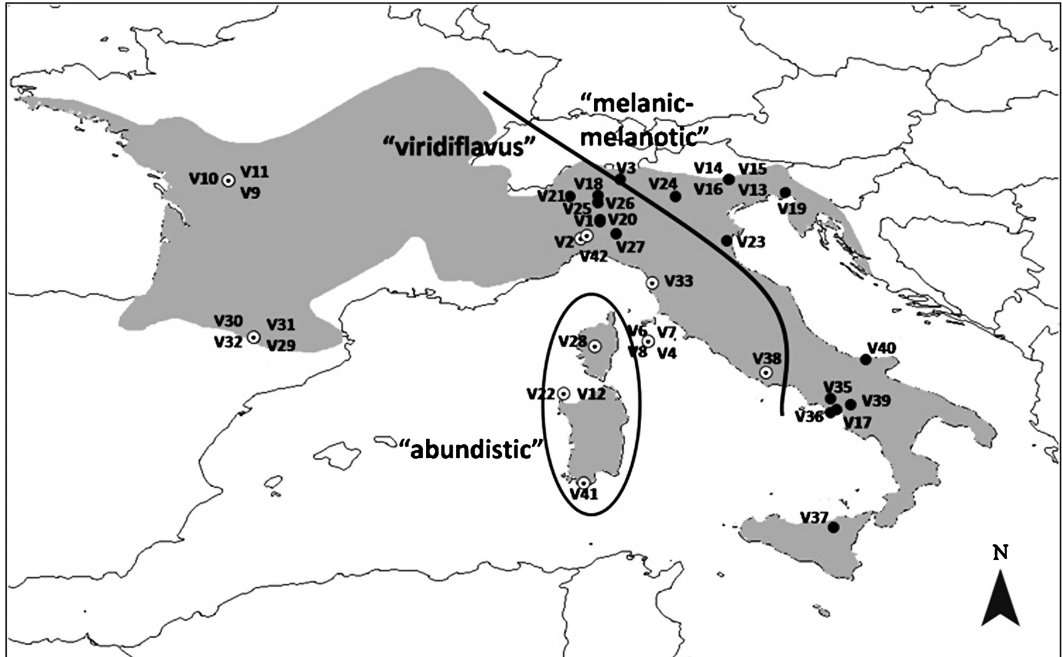 "melanic-
melanotic"
"viridiflavus"
V3
V14 V15
V10 V11
V18 V24 V16 V13
V9
V21 V26 V19
V25
V1 V20
V2 V27 V23
V42
V33
V30 V31
V6 V7
V32 V29
V28 V8 V4
V38 V40
V22 V12 V35
V39
V36 V17
"abundistic"
V41
V37
N